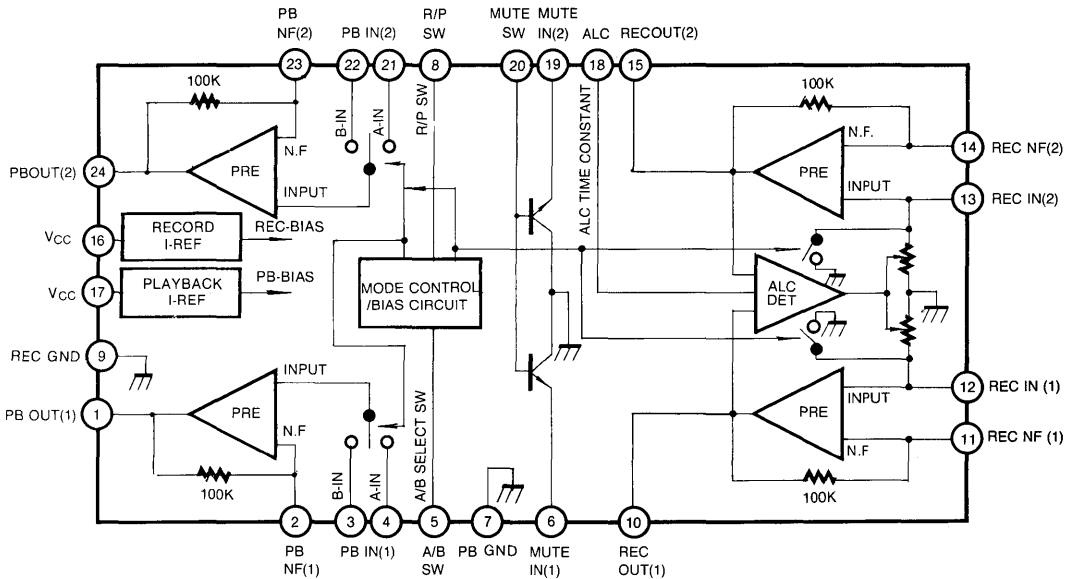 PB
NF(2)
PB IN(2)
R/P
SW
MUTE
SW
MUTE
IN(2)
ALC
RECOUT(2)
23
22
21
8
20
19
18
15
100K
B-IN
A-IN
R/P SW
ALC TIME CONSTANT
100K
N.F
PRE
INPUT
N.F.
PRE
INPUT
24
PBOUT(2)
14
REC NF(2)
13
REC IN(2)
VCC
16
RECORD
I-REF
REC-BIAS
VCC
17
PLAYBACK
I-REF
PB-BIAS
MODE CONTROL
/BIAS CIRCUIT
ALC
DET
REC GND
9
PB OUT(1)
1
INPUT
PRE
N.F
100K
B-IN
A-IN
A/B SELECT SW
PRE
INPUT
N.F
100K
12
REC IN (1)
11
REC NF (1)
2
3
4
5
7
6
10
PB
NF(1)
PB IN(1)
A/B
SW
PB GND
MUTE
IN(1)
REC
OUT(1)